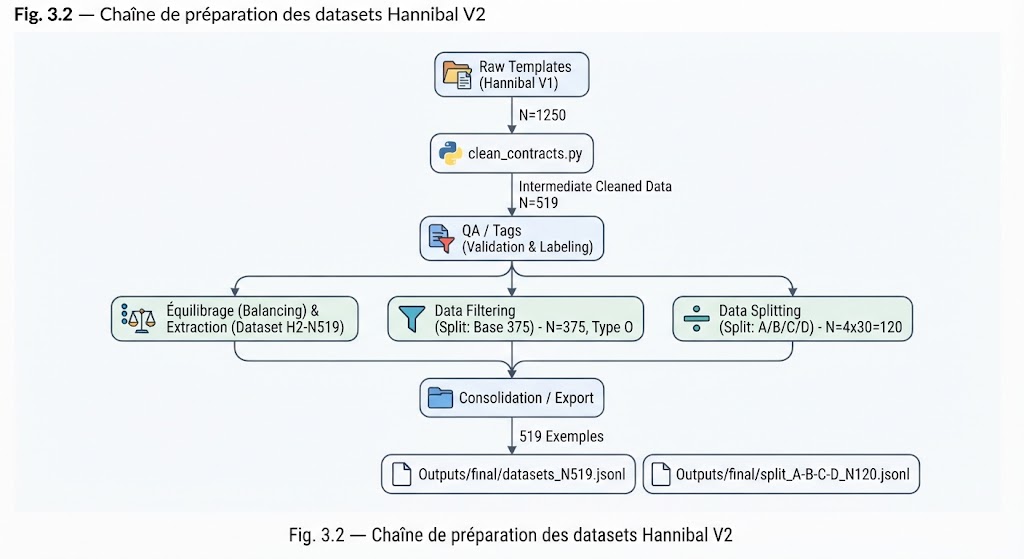 Fig. 3.2 — Chaîne de préparation des datasets Hannibal V2
Raw Templates
(Hannibal V1)
N=1250
clean_contracts.py
Intermediate Cleaned Data
N=519
QA / Tags
(Validation & Labeling)
Équilibrage (Balancing) &
Extraction (Dataset H2-N519)
Data Filtering
(Split: Base 375) - N=375, Type O
Data Splitting
(Split: A/B/C/D) - N=4x30=120
Consolidation / Export
519 Exemples
Outputs/final/datasets_N519.jsonl
Outputs/final/split_A-B-C-D_N120.jsonl
Fig. 3.2 — Chaîne de préparation des datasets Hannibal V2